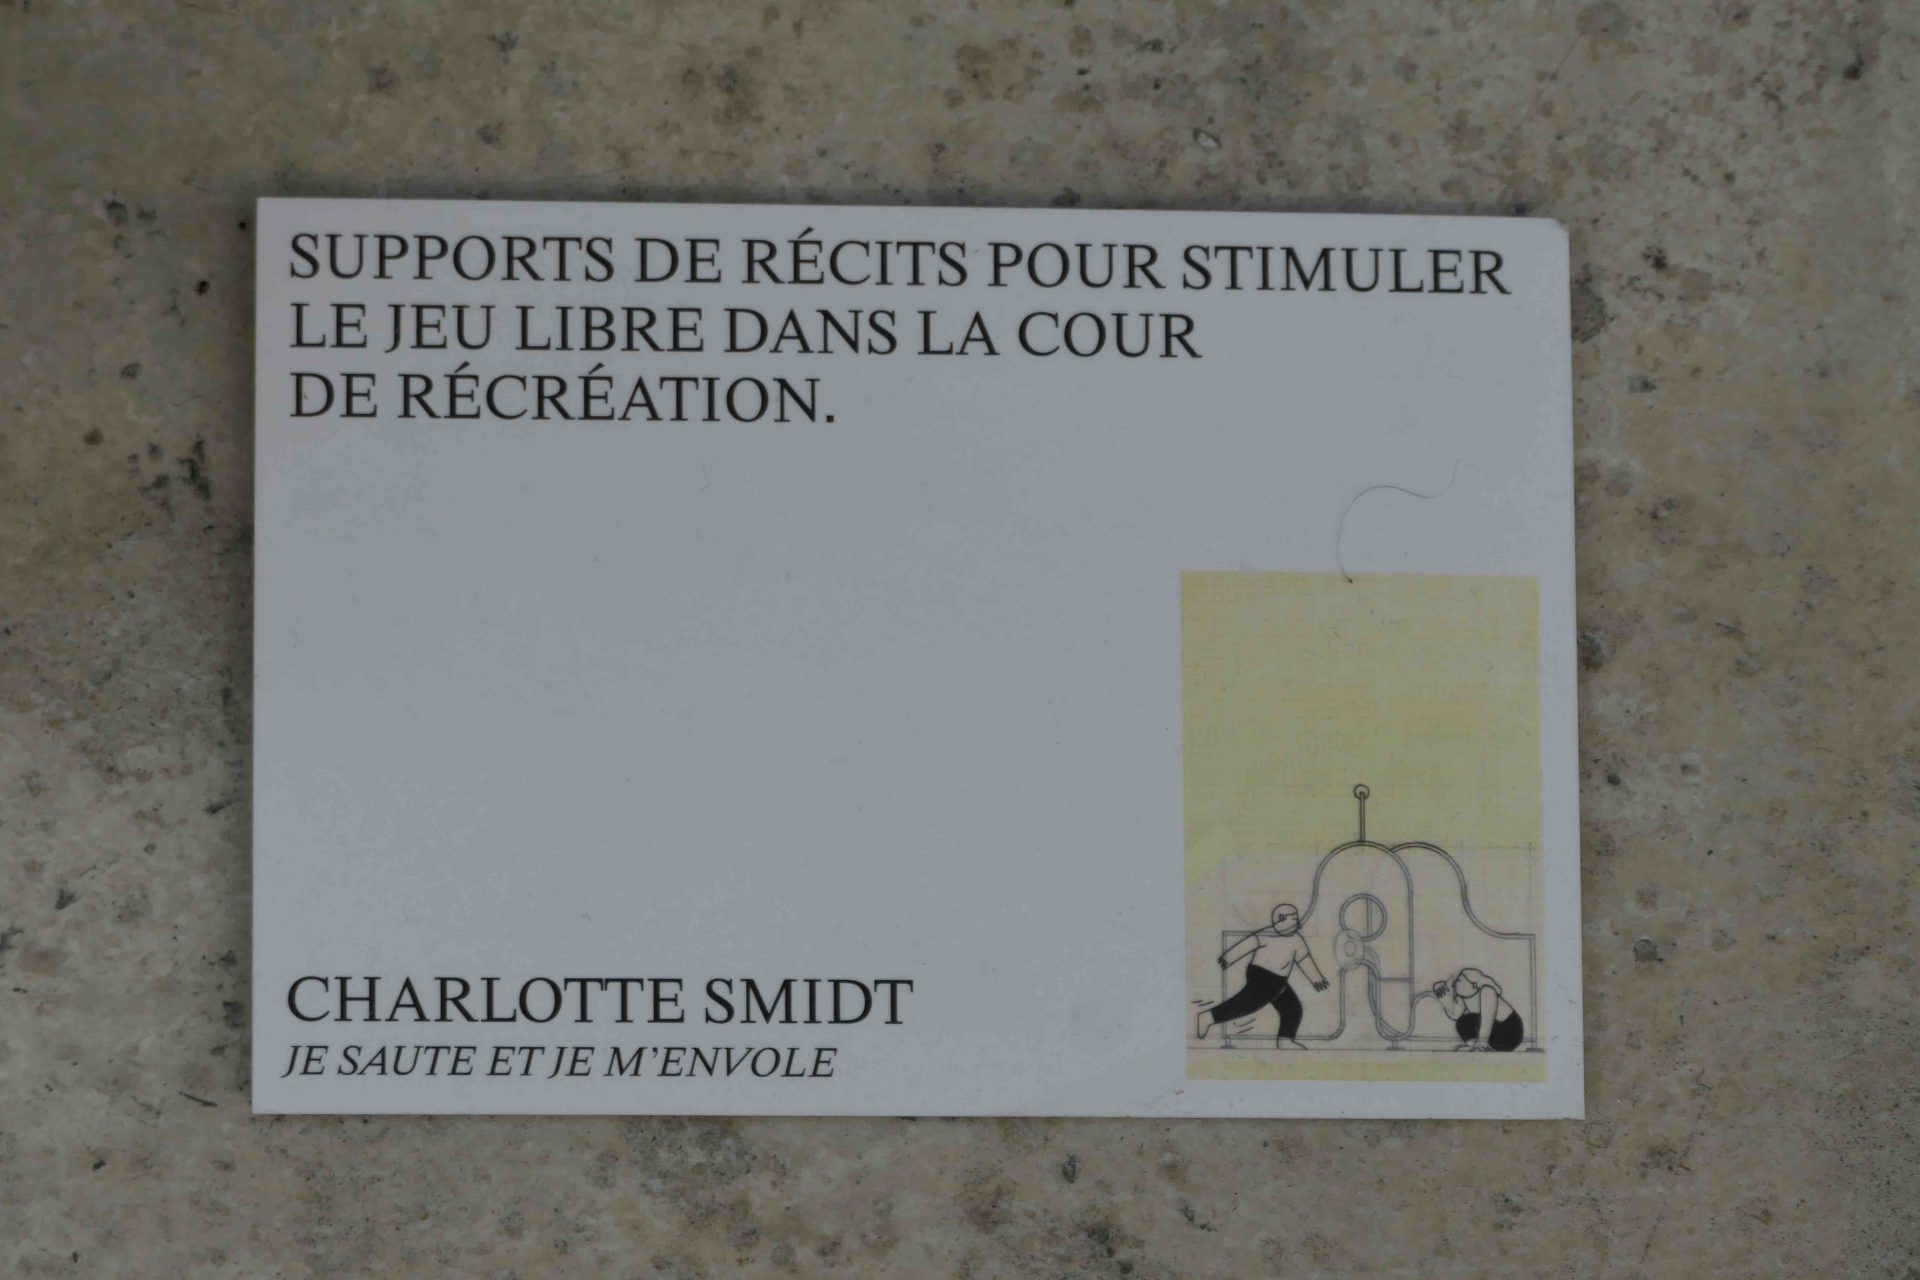 SUPPORTS DE RÉCITS POUR STIMULER
LE JEU LIBRE DANS LA COUR
DE RÉCRÉATION.
CHARLOTTE SMIDT
JE SAUTE ET JE M'ENVOLE